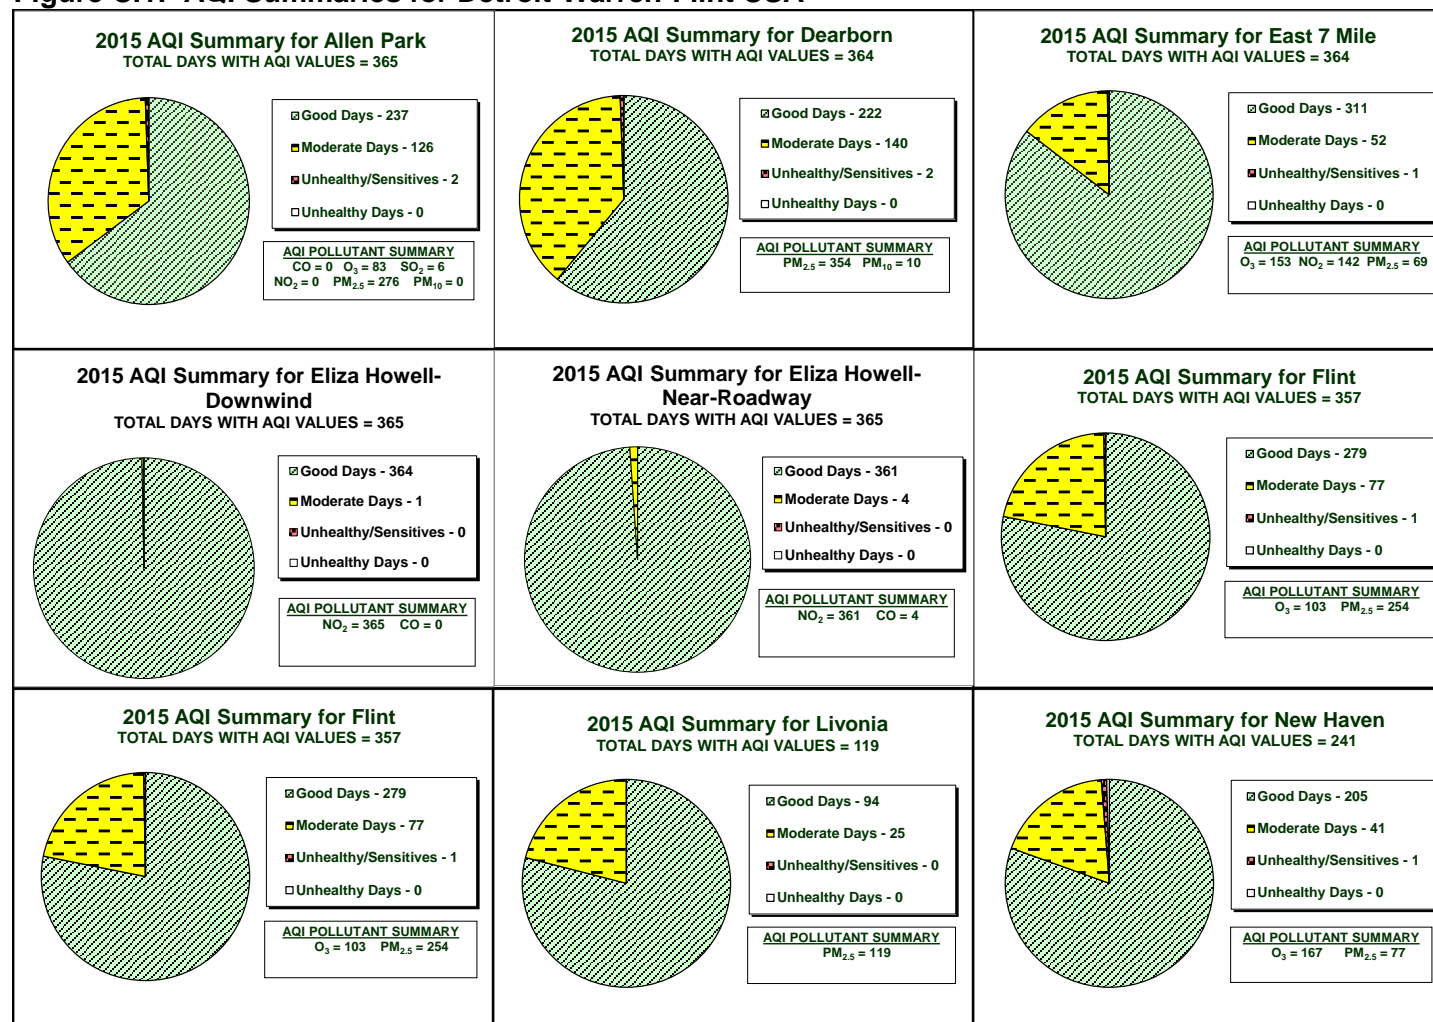 2015 AQI Summary for Allen Park
TOTAL DAYS WITH AQI VALUES = 365
Good Days - 237
Moderate Days - 126
Unhealthy/Sensitives - 2
Unhealthy Days - 0
AQI POLLUTANT SUMMARY
CO = 0 O₃ = 83 SO₂ = 6
NO₂ = 0 PM₂.₅ = 276 PM₁₀ = 0
2015 AQI Summary for Dearborn
TOTAL DAYS WITH AQI VALUES = 364
Good Days - 222
Moderate Days - 140
Unhealthy/Sensitives - 2
Unhealthy Days - 0
AQI POLLUTANT SUMMARY
PM₂.₅ = 354 PM₁₀ = 10
2015 AQI Summary for East 7 Mile
TOTAL DAYS WITH AQI VALUES = 364
Good Days - 311
Moderate Days - 52
Unhealthy/Sensitives - 1
Unhealthy Days - 0
AQI POLLUTANT SUMMARY
O₃ = 153 NO₂ = 142 PM₂.₅ = 69
2015 AQI Summary for Eliza Howell-
Downwind
TOTAL DAYS WITH AQI VALUES = 365
Good Days - 364
Moderate Days - 1
Unhealthy/Sensitives - 0
Unhealthy Days - 0
AQI POLLUTANT SUMMARY
NO₂ = 365 CO = 0
2015 AQI Summary for Eliza Howell-
Near-Roadway
TOTAL DAYS WITH AQI VALUES = 365
Good Days - 361
Moderate Days - 4
Unhealthy/Sensitives - 0
Unhealthy Days - 0
AQI POLLUTANT SUMMARY
NO₂ = 361 CO = 4
2015 AQI Summary for Flint
TOTAL DAYS WITH AQI VALUES = 357
Good Days - 279
Moderate Days - 77
Unhealthy/Sensitives - 1
Unhealthy Days - 0
AQI POLLUTANT SUMMARY
O₃ = 103 PM₂.₅ = 254
2015 AQI Summary for Flint
TOTAL DAYS WITH AQI VALUES = 357
Good Days - 279
Moderate Days - 77
Unhealthy/Sensitives - 1
Unhealthy Days - 0
AQI POLLUTANT SUMMARY
O₃ = 103 PM₂.₅ = 254
2015 AQI Summary for Livonia
TOTAL DAYS WITH AQI VALUES = 119
Good Days - 94
Moderate Days - 25
Unhealthy/Sensitives - 0
Unhealthy Days - 0
AQI POLLUTANT SUMMARY
PM₂.₅ = 119
2015 AQI Summary for New Haven
TOTAL DAYS WITH AQI VALUES = 241
Good Days - 205
Moderate Days - 41
Unhealthy/Sensitives - 1
Unhealthy Days - 0
AQI POLLUTANT SUMMARY
O₃ = 167 PM₂.₅ = 77